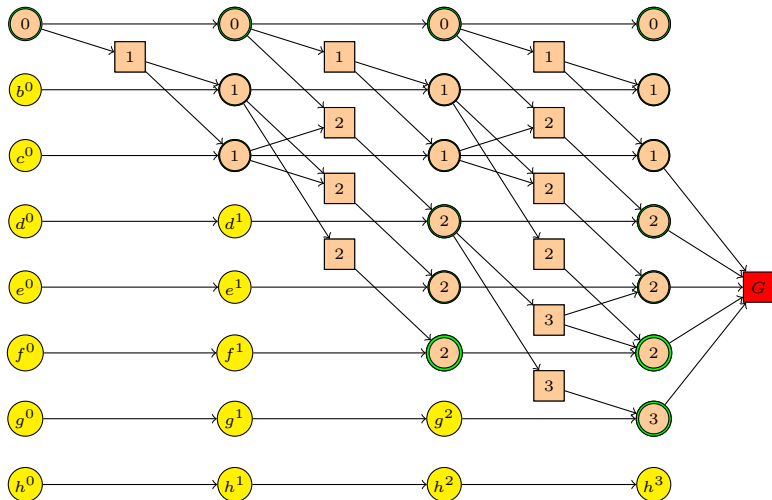 0 0 0 0
1 1 1
b⁰ 1 1 1
2 2
c⁰ 1 1 1
2 2
d⁰ d¹ 2 2
2 2
e⁰ e¹ 2 2 G
3
f⁰ f¹ 2 2
3
g⁰ g¹ g² 3
h⁰ h¹ h² h³